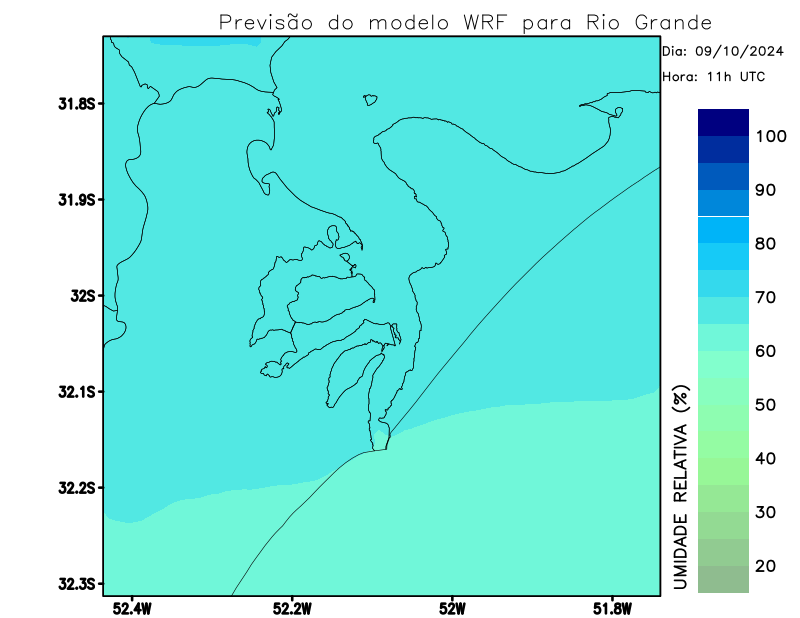 Previsão do modelo WRF para Rio Grande
Dia: 09/10/2024
Hora: 11h UTC
31.8S
31.9S
32S
32.1S
32.2S
32.3S
52.4W
52.2W
52W
51.8W
100
90
80
70
60
50
40
30
20
UMIDADE RELATIVA (%)